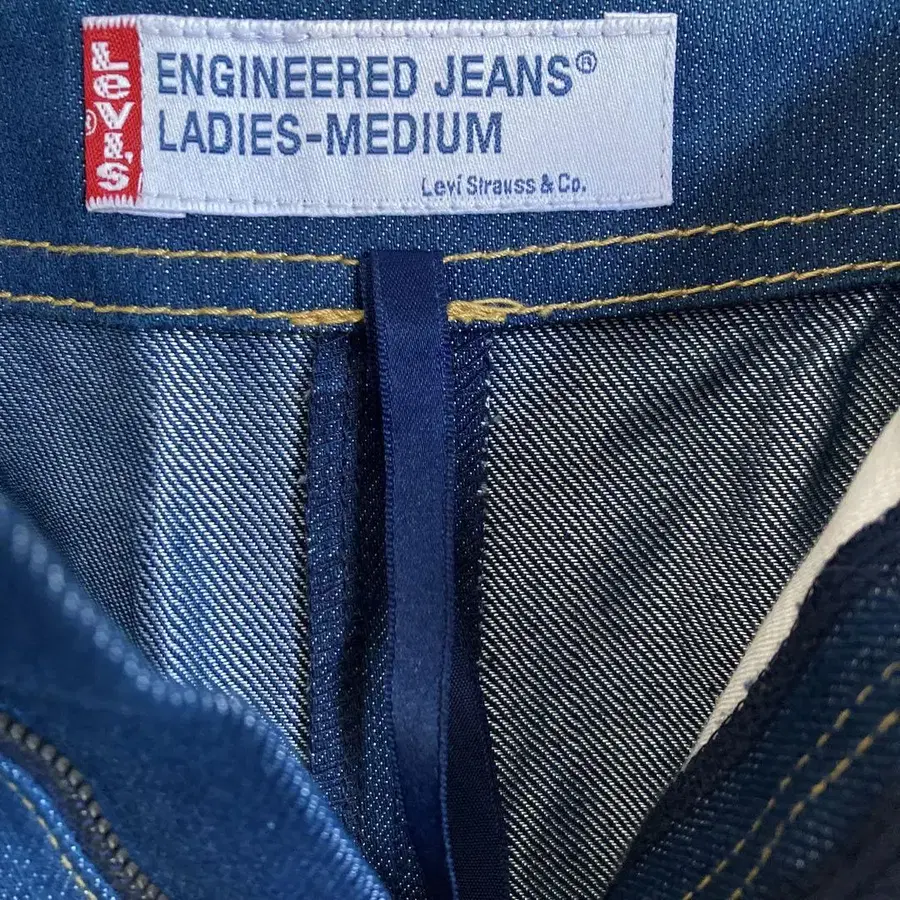 LEVI'S
®
ENGINEERED JEANS®
LADIES-MEDIUM
Levi Strauss & Co.